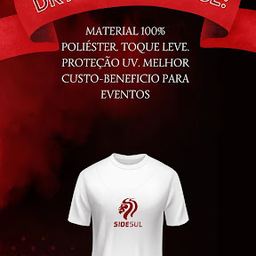 MATERIAL 100%
POLIÉSTER. TOQUE LEVE.
PROTEÇÃO UV. MELHOR
CUSTO-BENEFICIO PARA
EVENTOS
SIDESUL